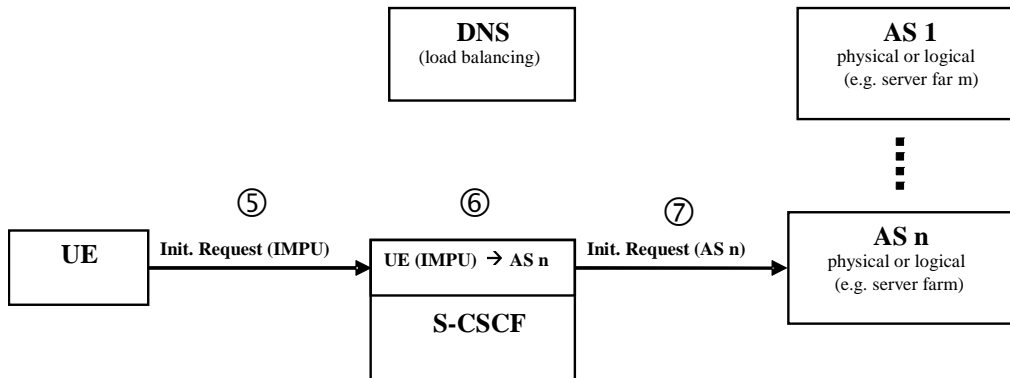 DNS
(load balancing)
AS 1
physical or logical
(e.g. server far m)
⑤
⑥
⑦
UE
Init. Request (IMPU)
UE (IMPU) → AS n
Init. Request (AS n)
AS n
physical or logical
(e.g. server farm)
S-CSCF